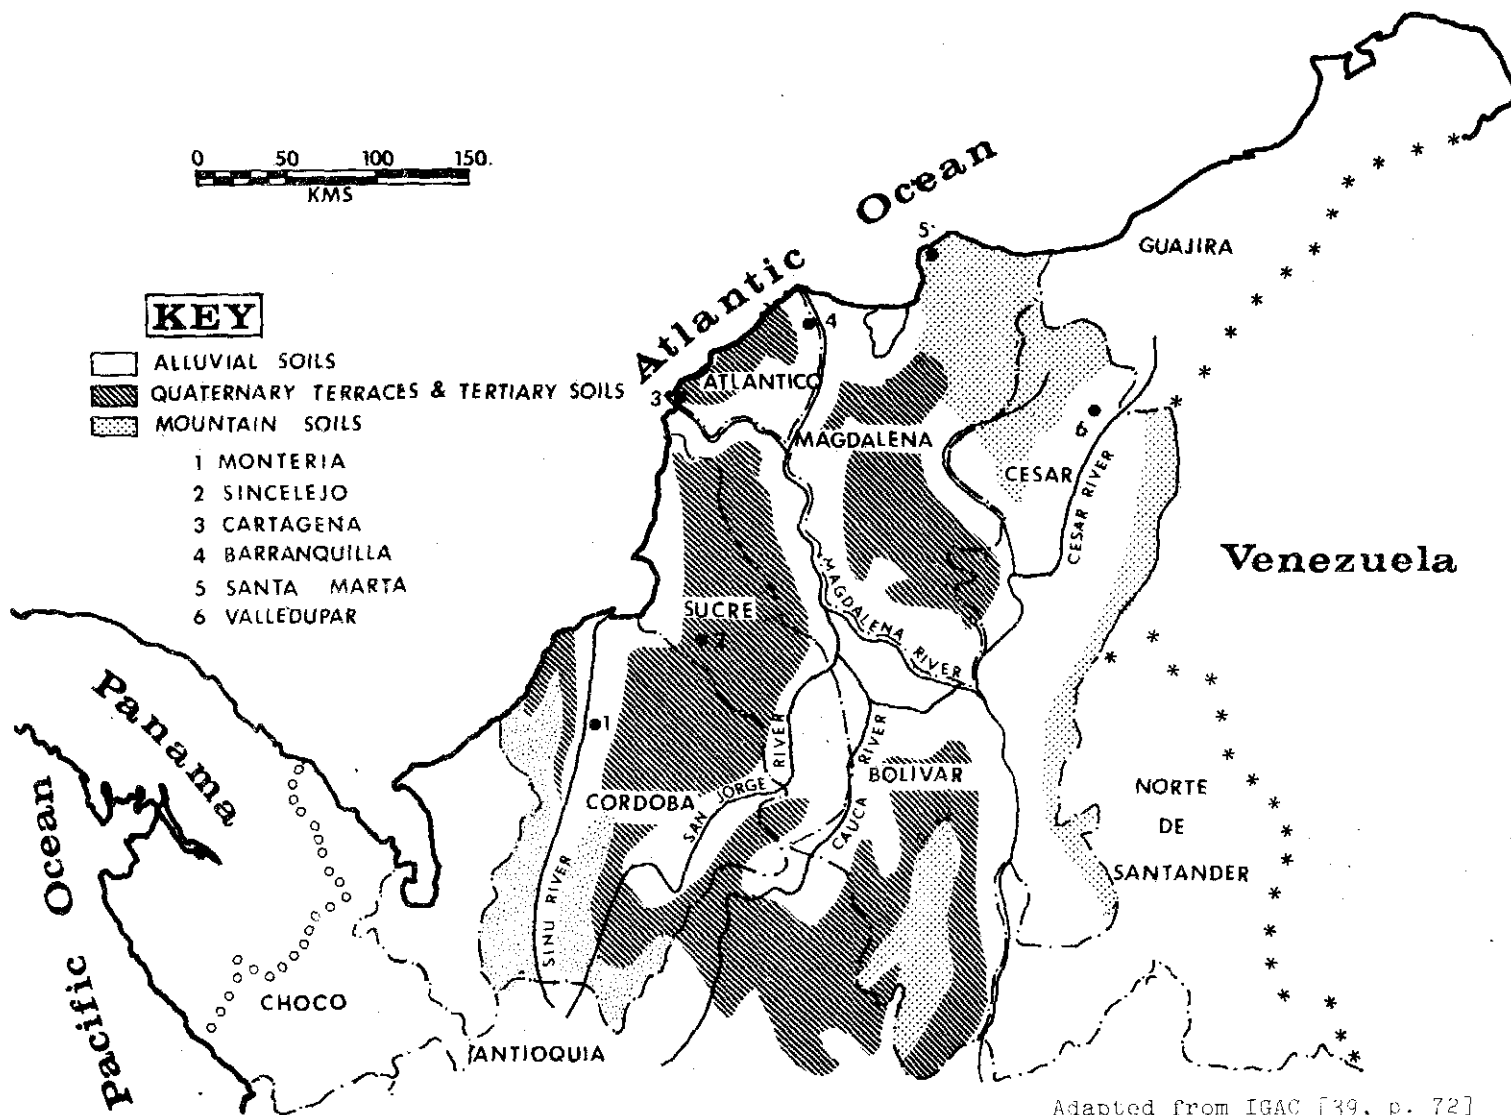 0 50 100 150.
KMS
Atlantic Ocean
KEY
ALLUVIAL SOILS
QUATERNARY TERRACES & TERTIARY SOILS
MOUNTAIN SOILS
1 MONTERIA
2 SINCELEJO
3 CARTAGENA
4 BARRANQUILLA
5 SANTA MARTA
6 VALLEDUPAR
5
GUAJIRA
4
3
ATLANTICO
6
MAGDALENA
CESAR
CESAR RIVER
Venezuela
MAGDALENA RIVER
SUCRE
2
1
Panama
Pacific Ocean
RIVER
SAN JORGE
CAUCA RIVER
BOLIVAR
CORDOBA
SINU RIVER
NORTE
DE
SANTANDER
CHOCO
ANTIOQUIA
Adapted from IGAC [39, p. 72]